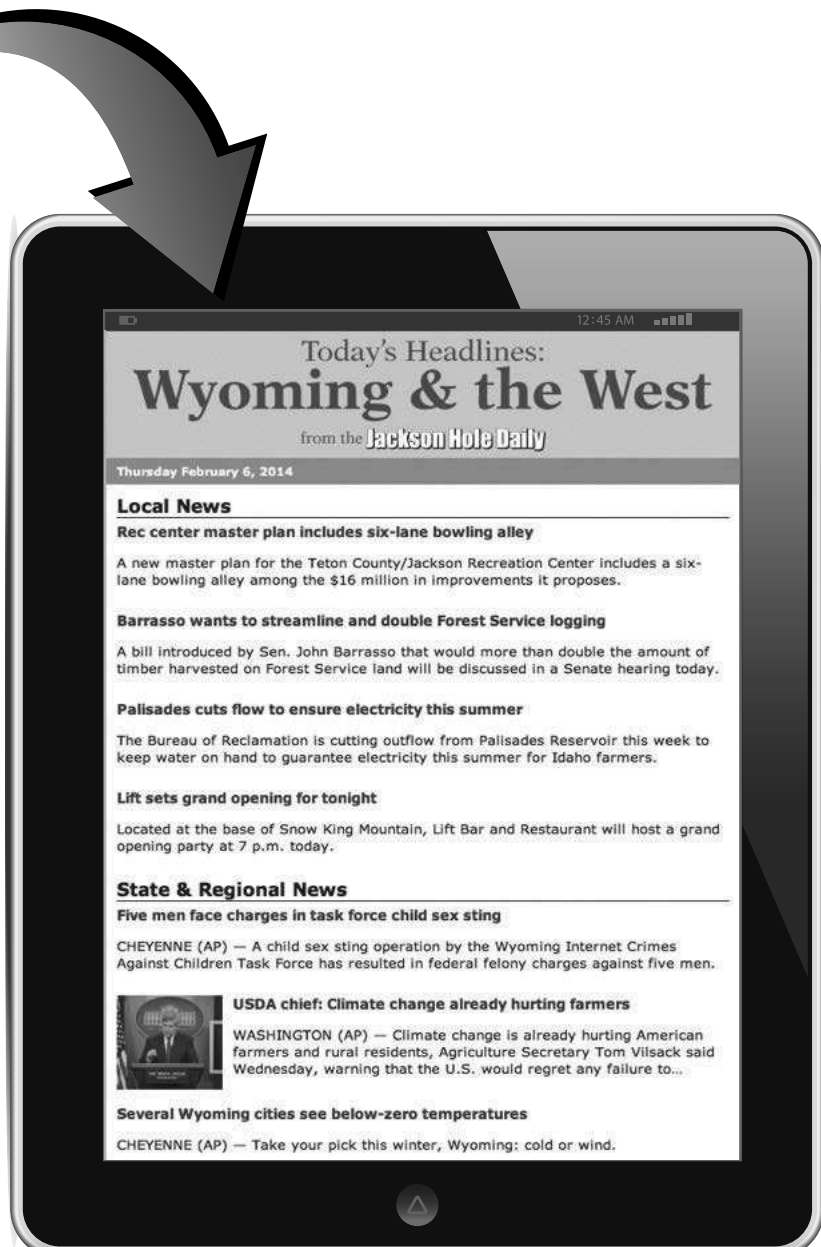 12:45 AM
Today's Headlines:
Wyoming & the West
from the Jackson Hole Daily
Thursday February 6, 2014
Local News
Rec center master plan includes six-lane bowling alley
A new master plan for the Teton County/Jackson Recreation Center includes a six-
lane bowling alley among the $16 million in improvements it proposes.
Barrasso wants to streamline and double Forest Service logging
A bill introduced by Sen. John Barrasso that would more than double the amount of
timber harvested on Forest Service land will be discussed in a Senate hearing today.
Palisades cuts flow to ensure electricity this summer
The Bureau of Reclamation is cutting outflow from Palisades Reservoir this week to
keep water on hand to guarantee electricity this summer for Idaho farmers.
Lift sets grand opening for tonight
Located at the base of Snow King Mountain, Lift Bar and Restaurant will host a grand
opening party at 7 p.m. today.
State & Regional News
Five men face charges in task force child sex sting
CHEYENNE (AP) — A child sex sting operation by the Wyoming Internet Crimes
Against Children Task Force has resulted in federal felony charges against five men.
USDA chief: Climate change already hurting farmers
WASHINGTON (AP) — Climate change is already hurting American
farmers and rural residents, Agriculture Secretary Tom Vilsack said
Wednesday, warning that the U.S. would regret any failure to...
Several Wyoming cities see below-zero temperatures
CHEYENNE (AP) — Take your pick this winter, Wyoming: cold or wind.